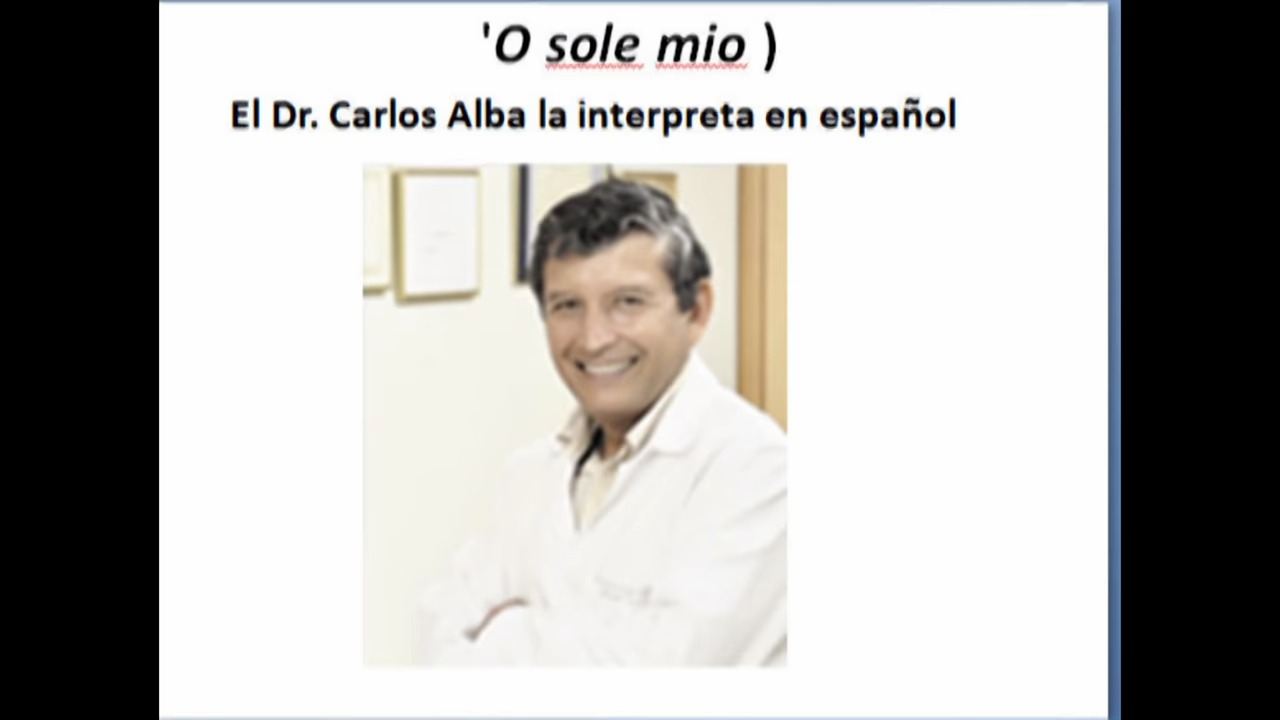 'O sole mio )
El Dr. Carlos Alba la interpreta en español